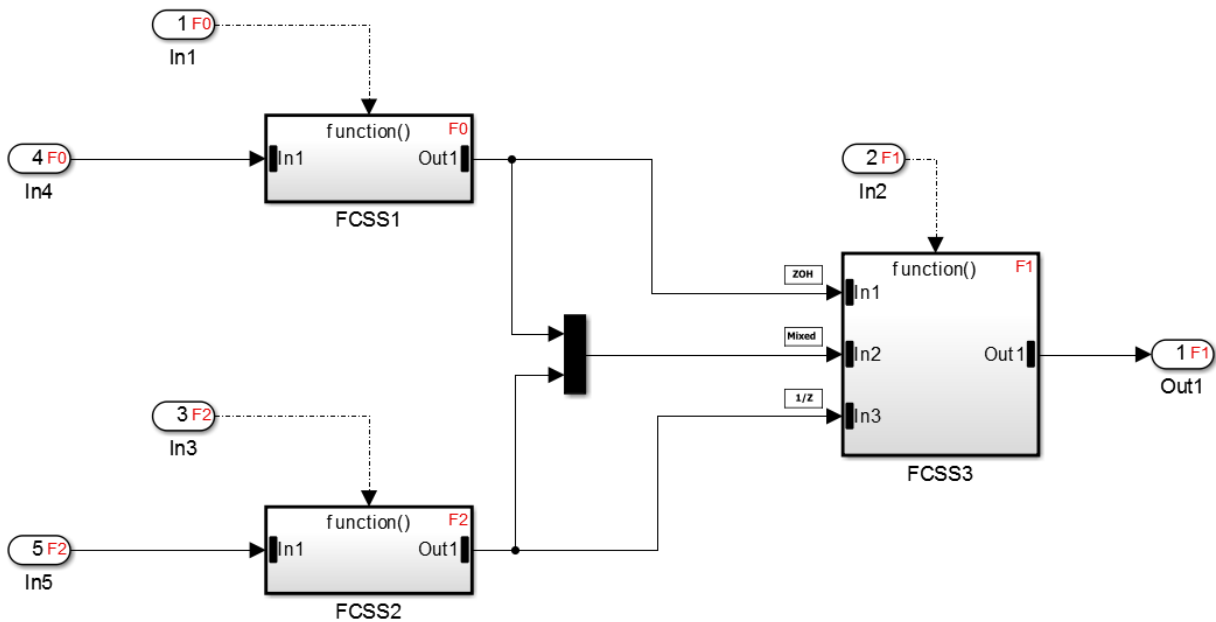 1 F0
In1
function() F0
4 F0
In1 Out1
In4
FCSS1
2 F1
In2
function() F1
ZOH
In1
Mixed
In2 Out1
1 F1
Out1
1/Z
In3
3 F2
In3
FCSS3
function() F2
5 F2
In1 Out1
In5
FCSS2